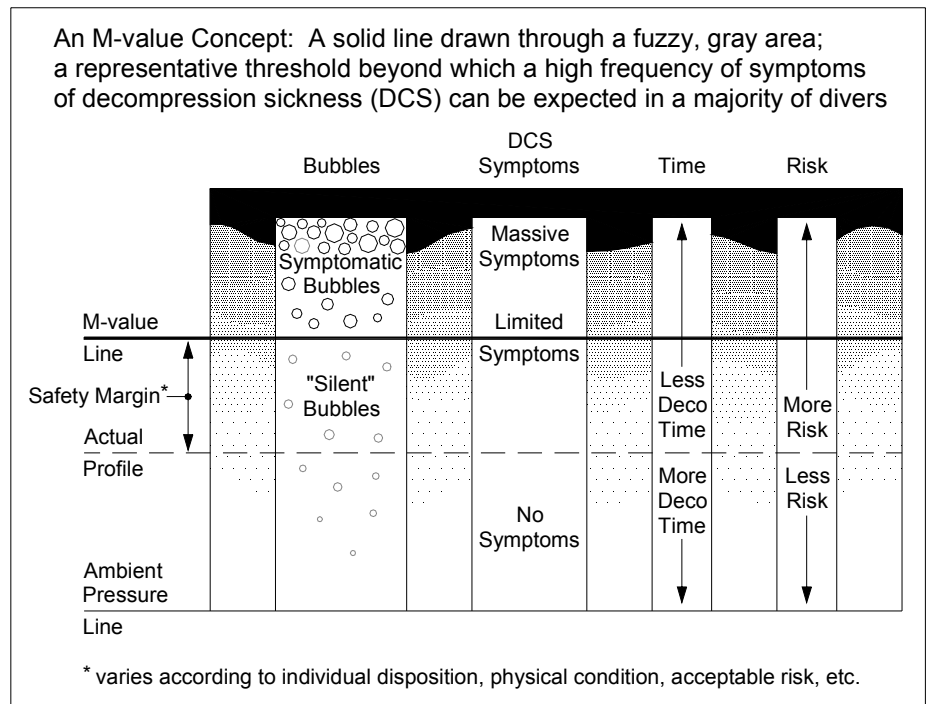 An M-value Concept:  A solid line drawn through a fuzzy, gray area;
a representative threshold beyond which a high frequency of symptoms
of decompression sickness (DCS) can be expected in a majority of divers
DCS
Bubbles Symptoms Time Risk
Massive
Symptoms
Symptomatic
Bubbles
M-value Limited
Line Symptoms
Safety Margin*
"Silent"
Bubbles
Less
Deco
Time
More
Risk
Actual
Profile
More
Deco
Time
Less
Risk
No
Symptoms
Ambient
Pressure
Line
* varies according to individual disposition, physical condition, acceptable risk, etc.